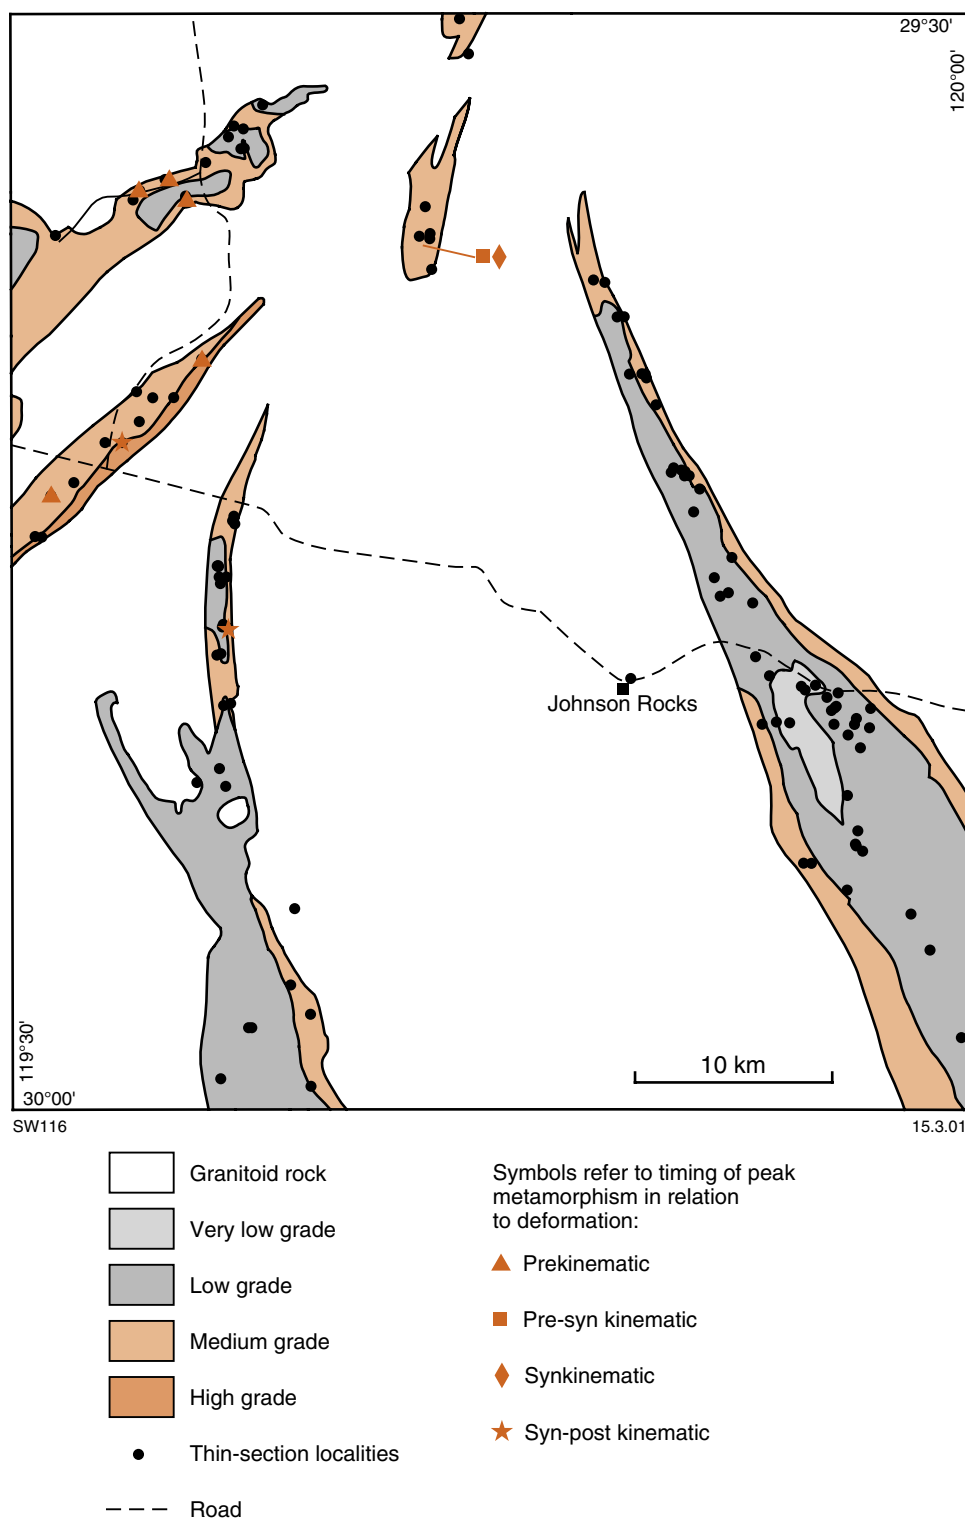 29°30'
120°00'
Johnson Rocks
10 km
119°30'
30°00'
SW116
15.3.01
Granitoid rock
Very low grade
Low grade
Medium grade
High grade
Thin-section localities
Road
Symbols refer to timing of peak
metamorphism in relation
to deformation:
Prekinematic
Pre-syn kinematic
Synkinematic
Syn-post kinematic